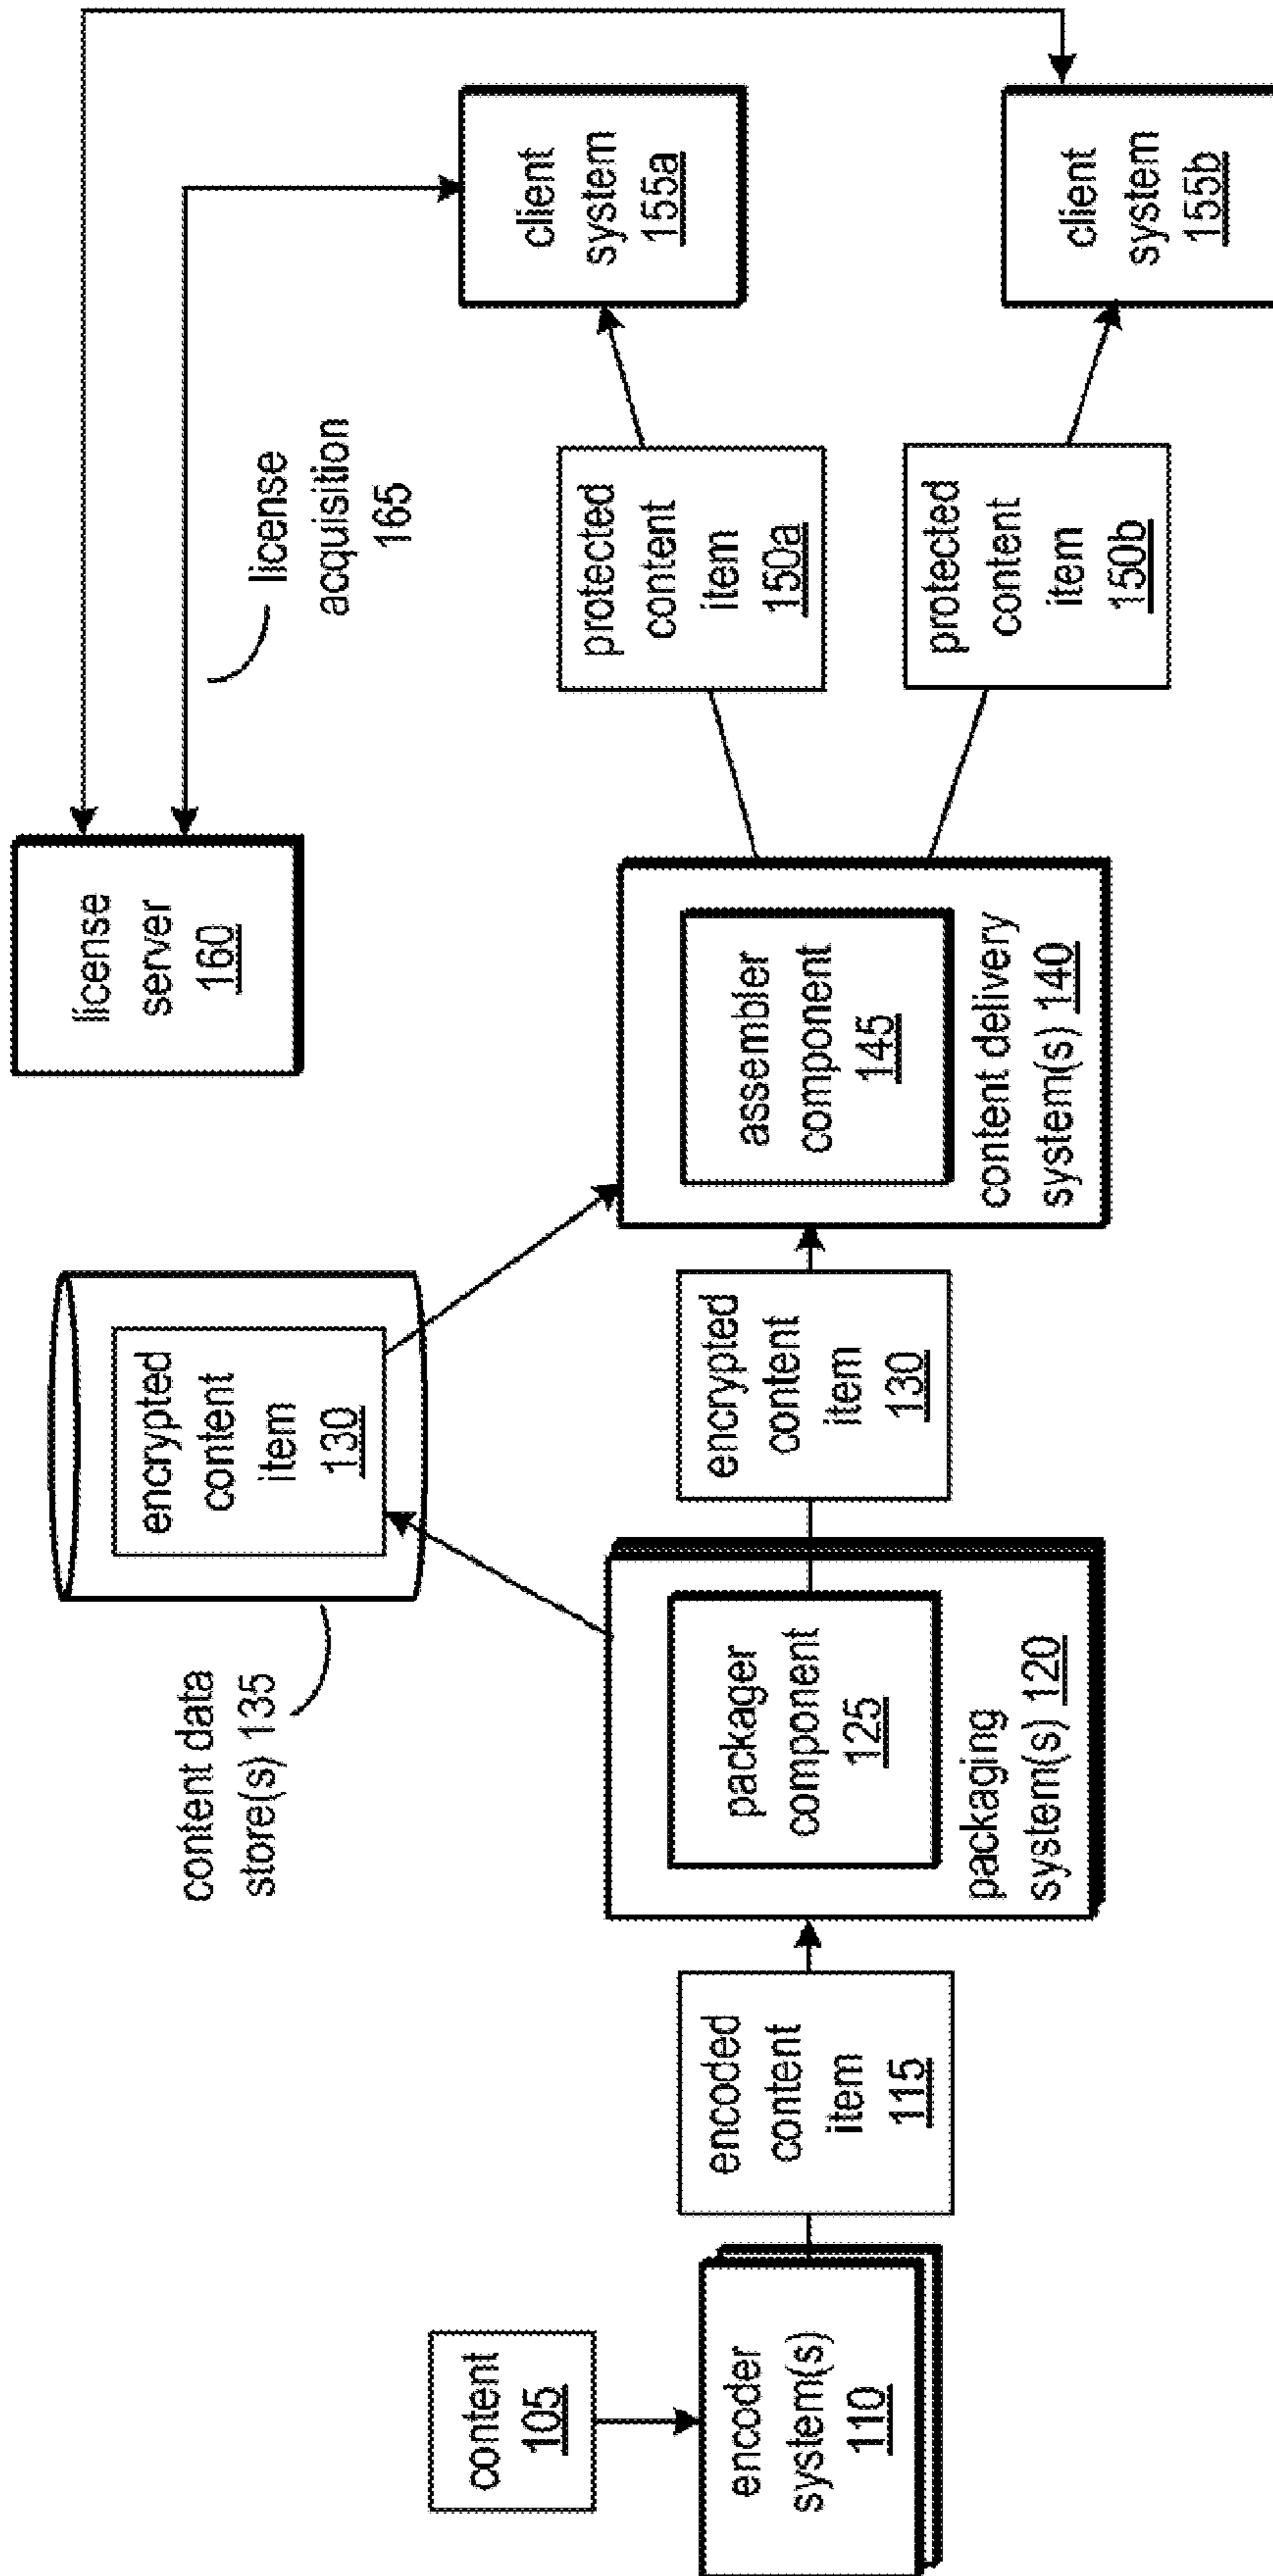 content
105
encoder
system(s)
110
encoded
content
item
115
packager
component
125
packaging
system(s) 120
content data
store(s) 135
encrypted
content
item
130
encrypted
content
item
130
assembler
component
145
content delivery
system(s) 140
license
server
160
license
acquisition
165
protected
content
item
150a
protected
content
item
150b
client
system
155a
client
system
155b